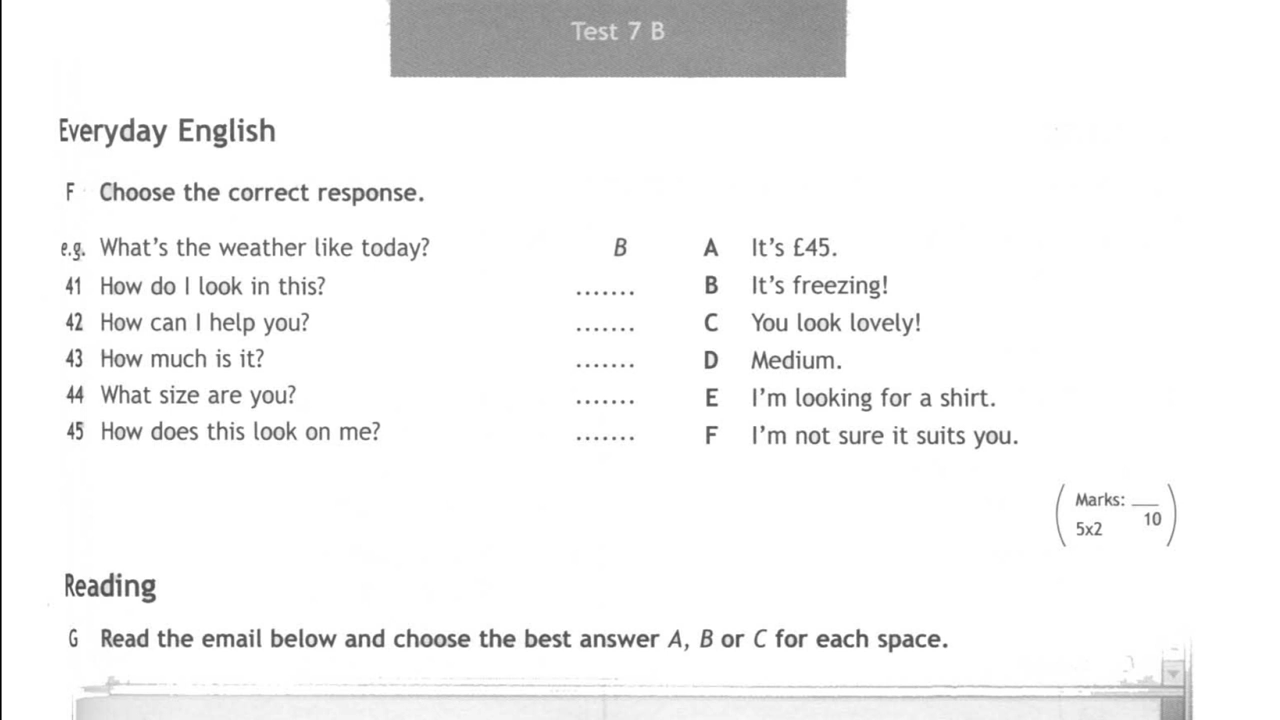 Test 7 B
Everyday English
F Choose the correct response.
e.g. What's the weather like today? B A It's £45.
41 How do I look in this? ....... B It's freezing!
42 How can I help you? ....... C You look lovely!
43 How much is it? ....... D Medium.
44 What size are you? ....... E I'm looking for a shirt.
45 How does this look on me? ....... F I'm not sure it suits you.
Marks: ___
5x2 10
Reading
G Read the email below and choose the best answer A, B or C for each space.